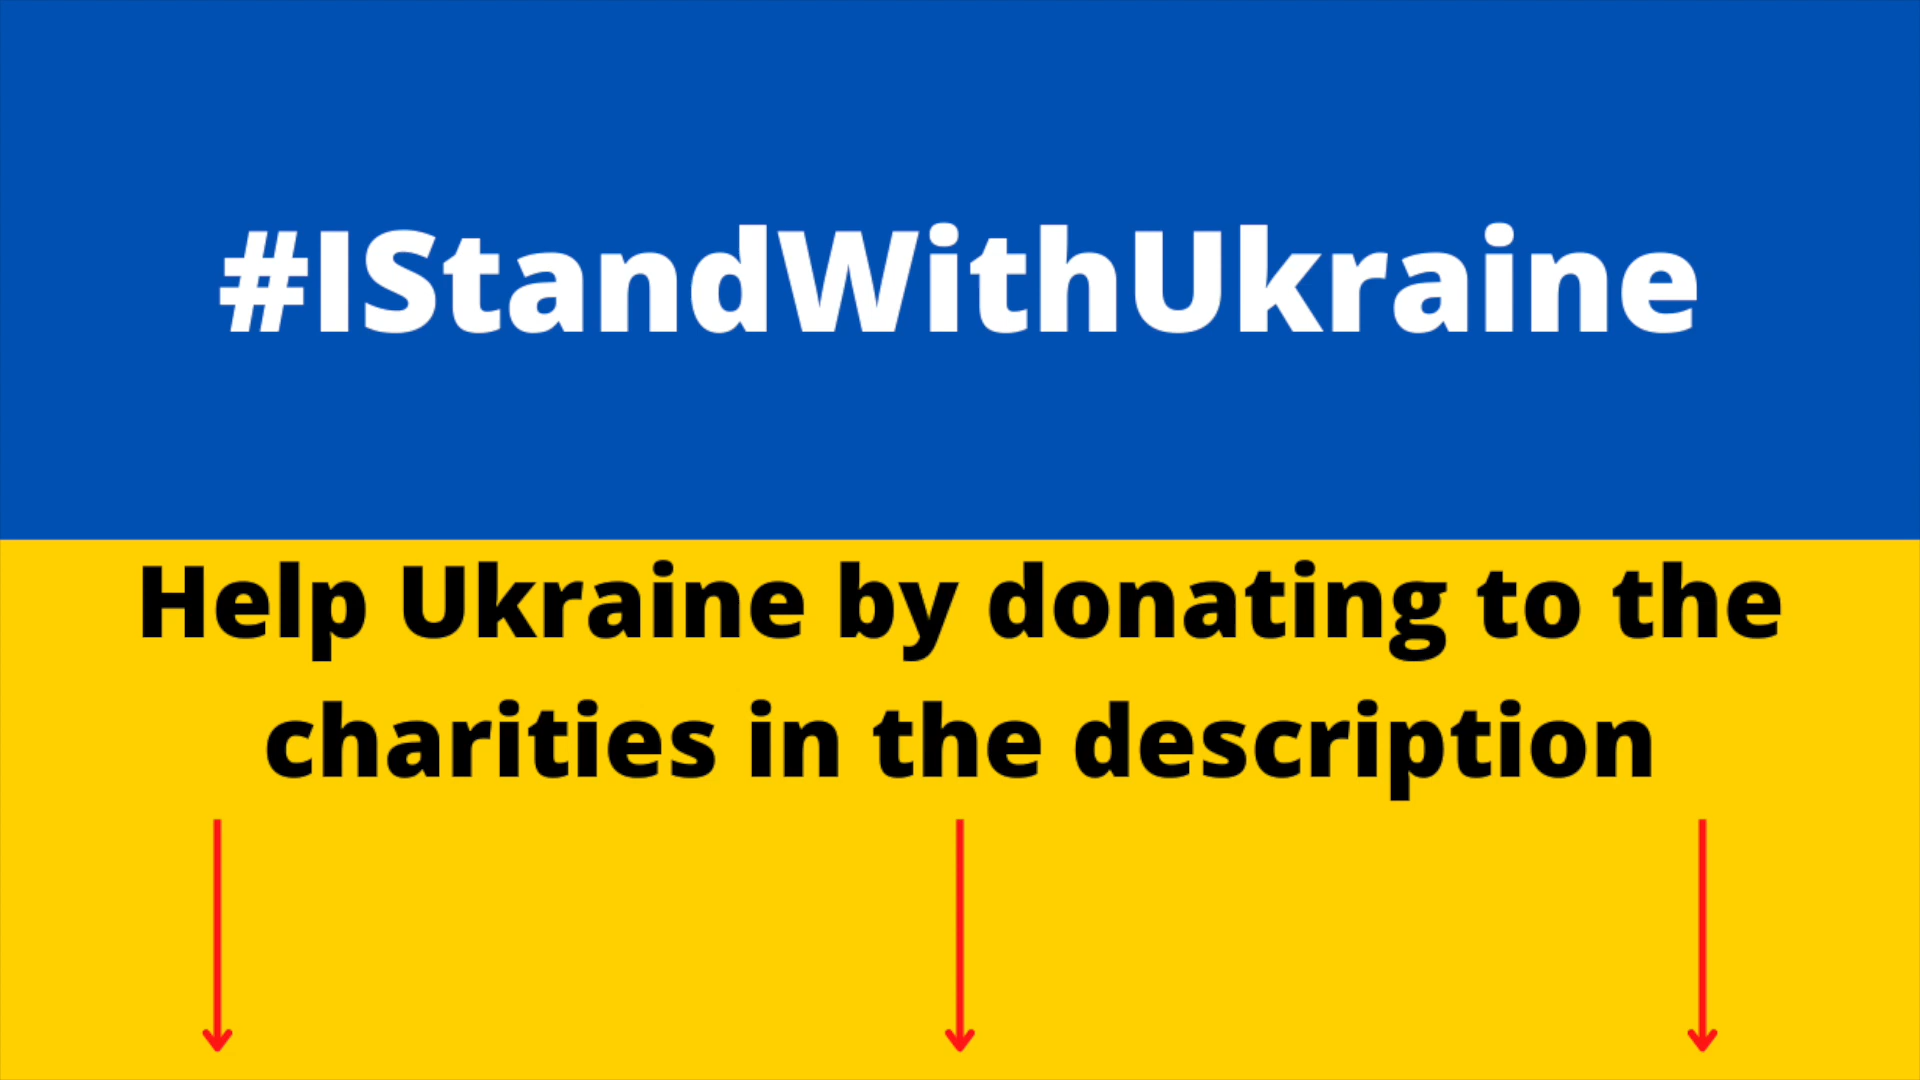 #IStandWithUkraine
Help Ukraine by donating to the
charities in the description